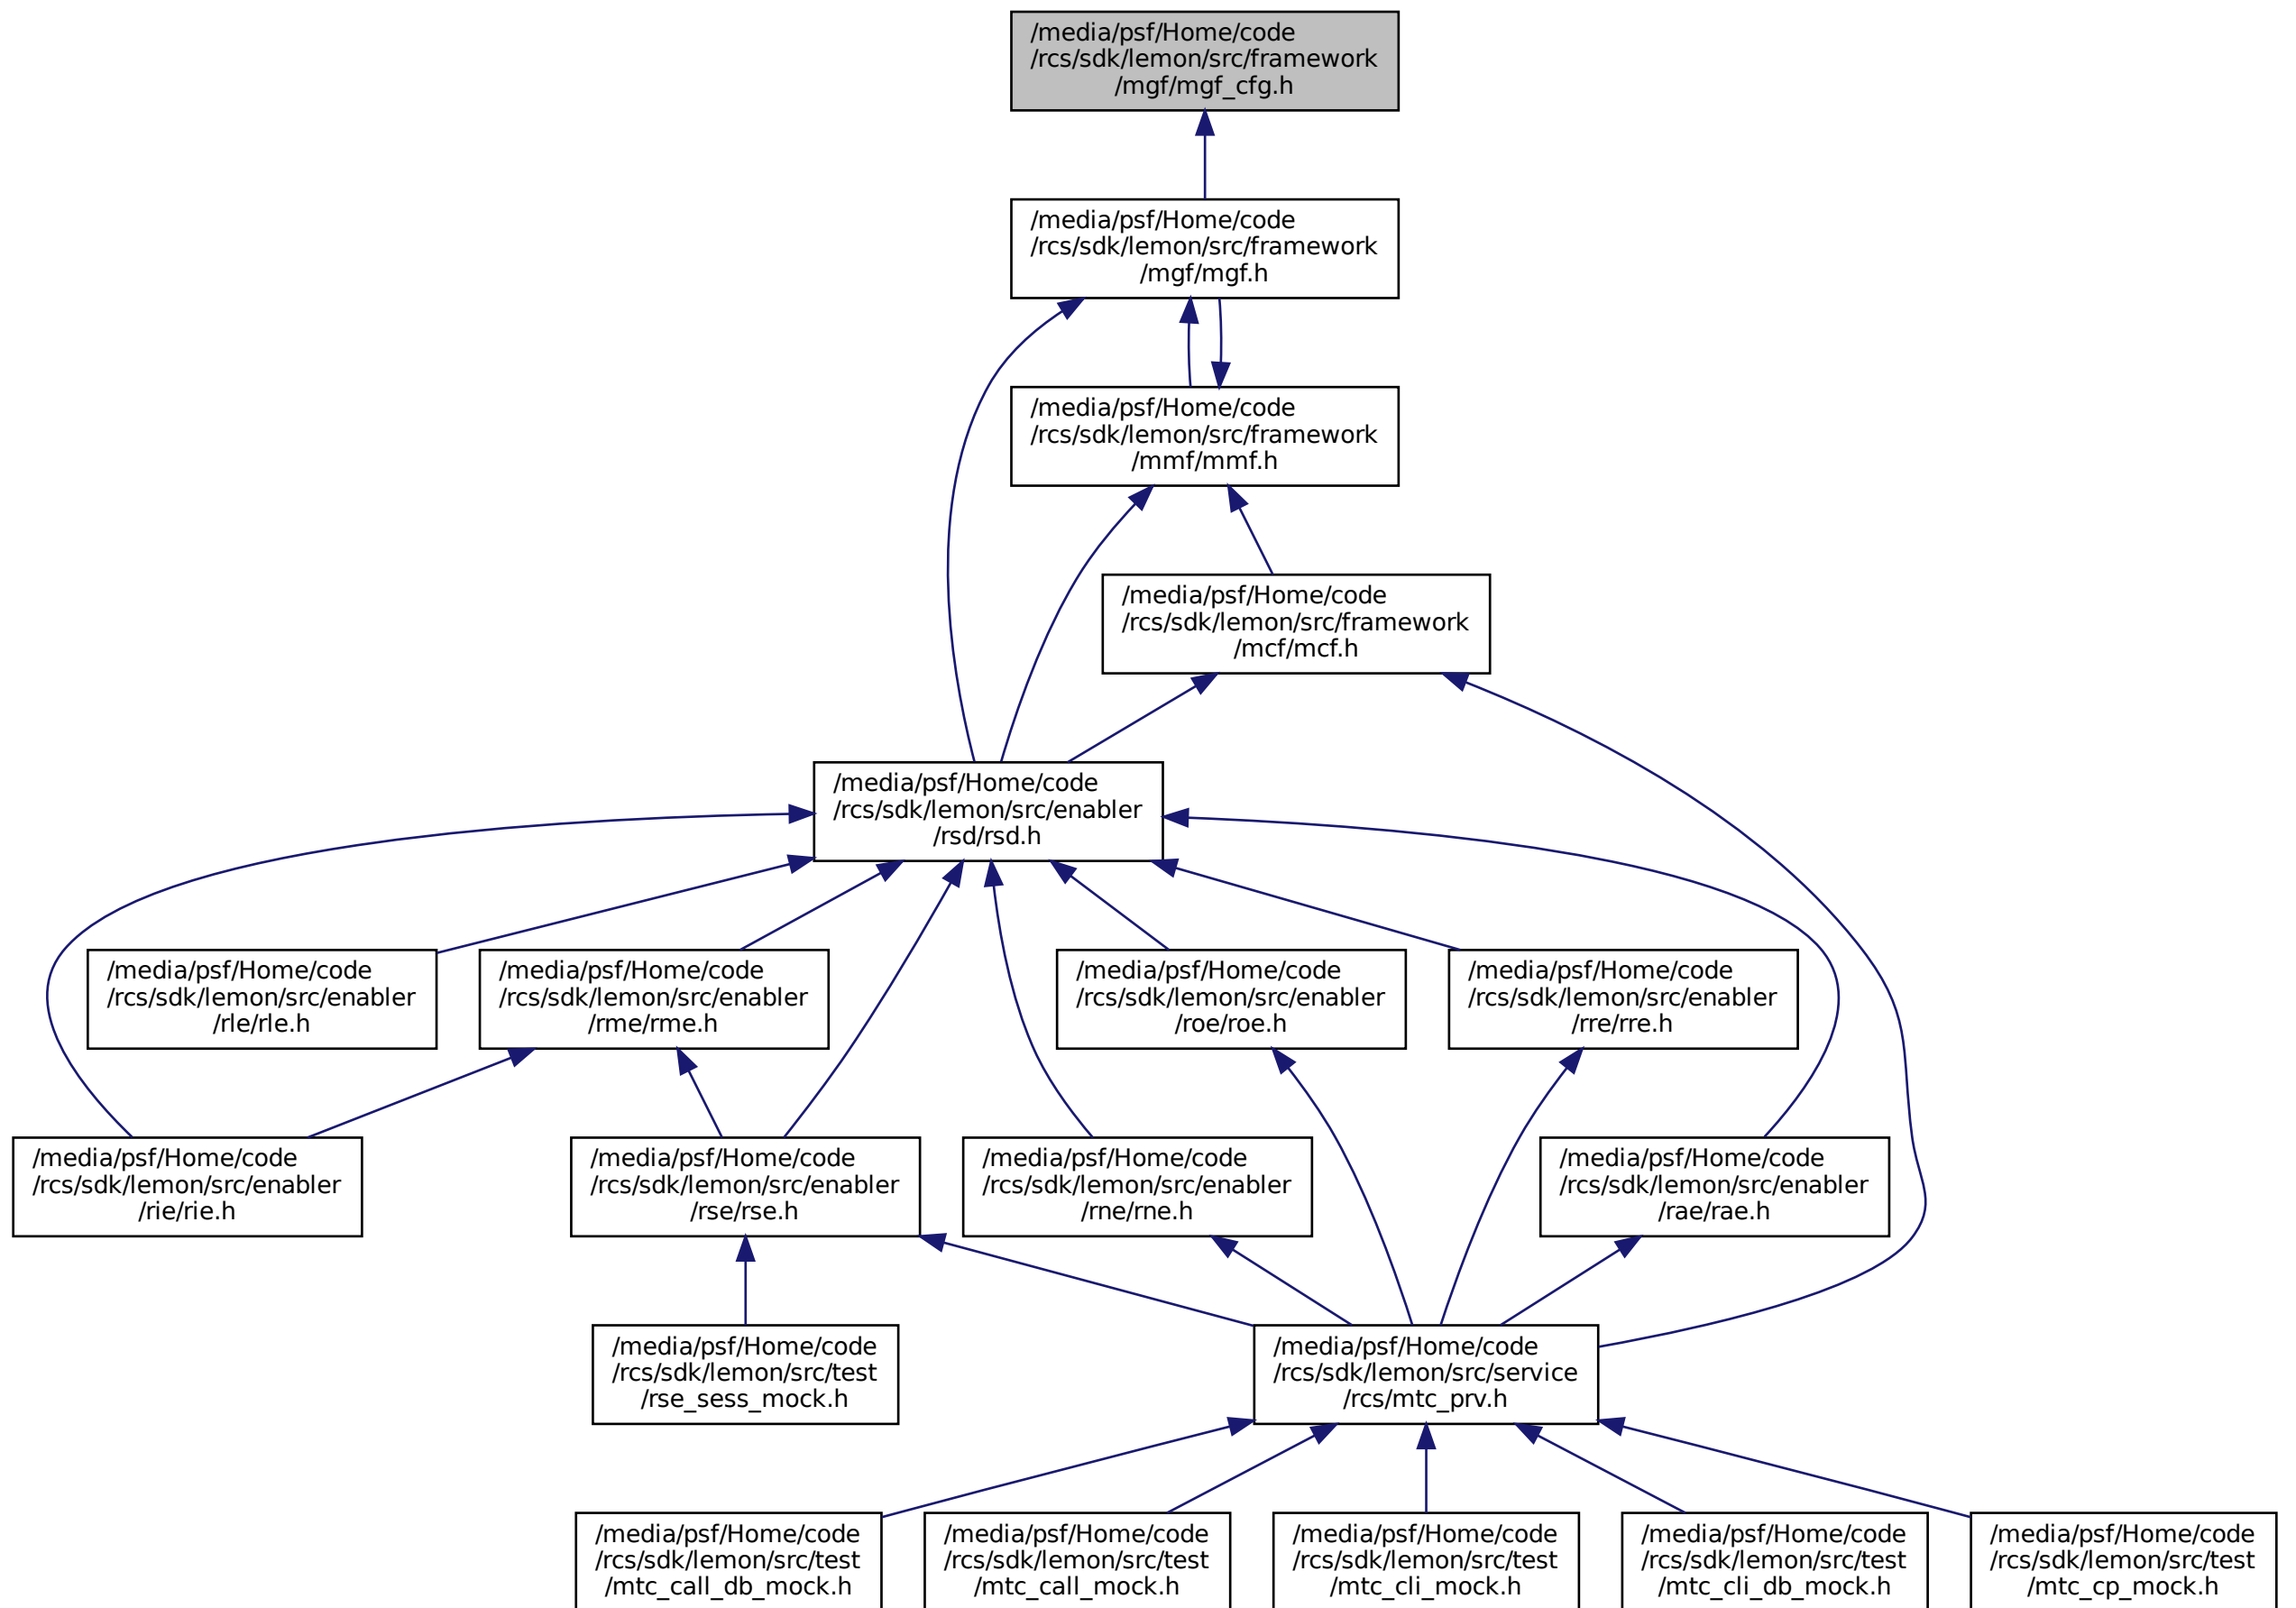 /media/psf/Home/code
/rcs/sdk/lemon/src/framework
/mgf/mgf_cfg.h
/media/psf/Home/code
/rcs/sdk/lemon/src/framework
/mgf/mgf.h
/media/psf/Home/code
/rcs/sdk/lemon/src/framework
/mmf/mmf.h
/media/psf/Home/code
/rcs/sdk/lemon/src/framework
/mcf/mcf.h
/media/psf/Home/code
/rcs/sdk/lemon/src/enabler
/rsd/rsd.h
/media/psf/Home/code
/rcs/sdk/lemon/src/enabler
/rle/rle.h
/media/psf/Home/code
/rcs/sdk/lemon/src/enabler
/rme/rme.h
/media/psf/Home/code
/rcs/sdk/lemon/src/enabler
/roe/roe.h
/media/psf/Home/code
/rcs/sdk/lemon/src/enabler
/rre/rre.h
/media/psf/Home/code
/rcs/sdk/lemon/src/enabler
/rie/rie.h
/media/psf/Home/code
/rcs/sdk/lemon/src/enabler
/rse/rse.h
/media/psf/Home/code
/rcs/sdk/lemon/src/enabler
/rne/rne.h
/media/psf/Home/code
/rcs/sdk/lemon/src/enabler
/rae/rae.h
/media/psf/Home/code
/rcs/sdk/lemon/src/test
/rse_sess_mock.h
/media/psf/Home/code
/rcs/sdk/lemon/src/service
/rcs/mtc_prv.h
/media/psf/Home/code
/rcs/sdk/lemon/src/test
/mtc_call_db_mock.h
/media/psf/Home/code
/rcs/sdk/lemon/src/test
/mtc_call_mock.h
/media/psf/Home/code
/rcs/sdk/lemon/src/test
/mtc_cli_mock.h
/media/psf/Home/code
/rcs/sdk/lemon/src/test
/mtc_cli_db_mock.h
/media/psf/Home/code
/rcs/sdk/lemon/src/test
/mtc_cp_mock.h